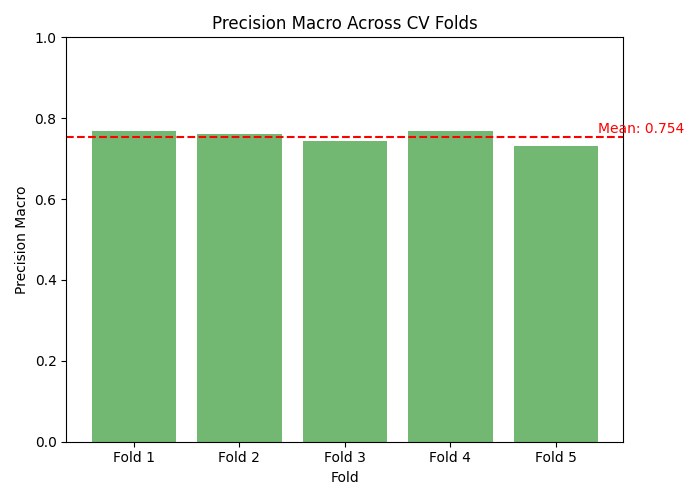 Precision Macro Across CV Folds
1.0
0.8
0.6
0.4
0.2
0.0
Precision Macro
Mean: 0.754
Fold 1 Fold 2 Fold 3 Fold 4 Fold 5
Fold